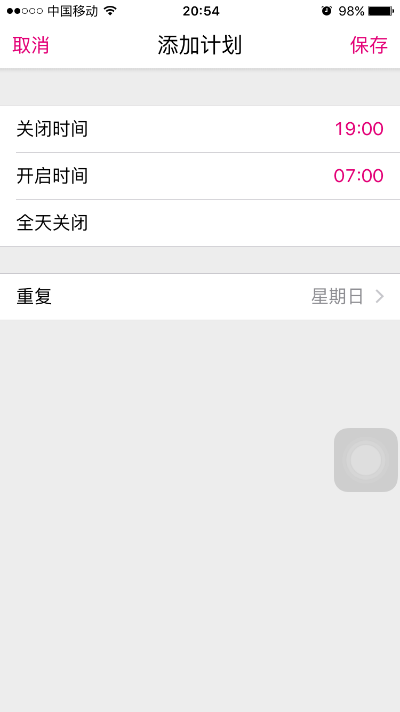 中国移动 20:54 98%
取消 添加计划 保存
关闭时间 19:00
开启时间 07:00
全天关闭
重复 星期日